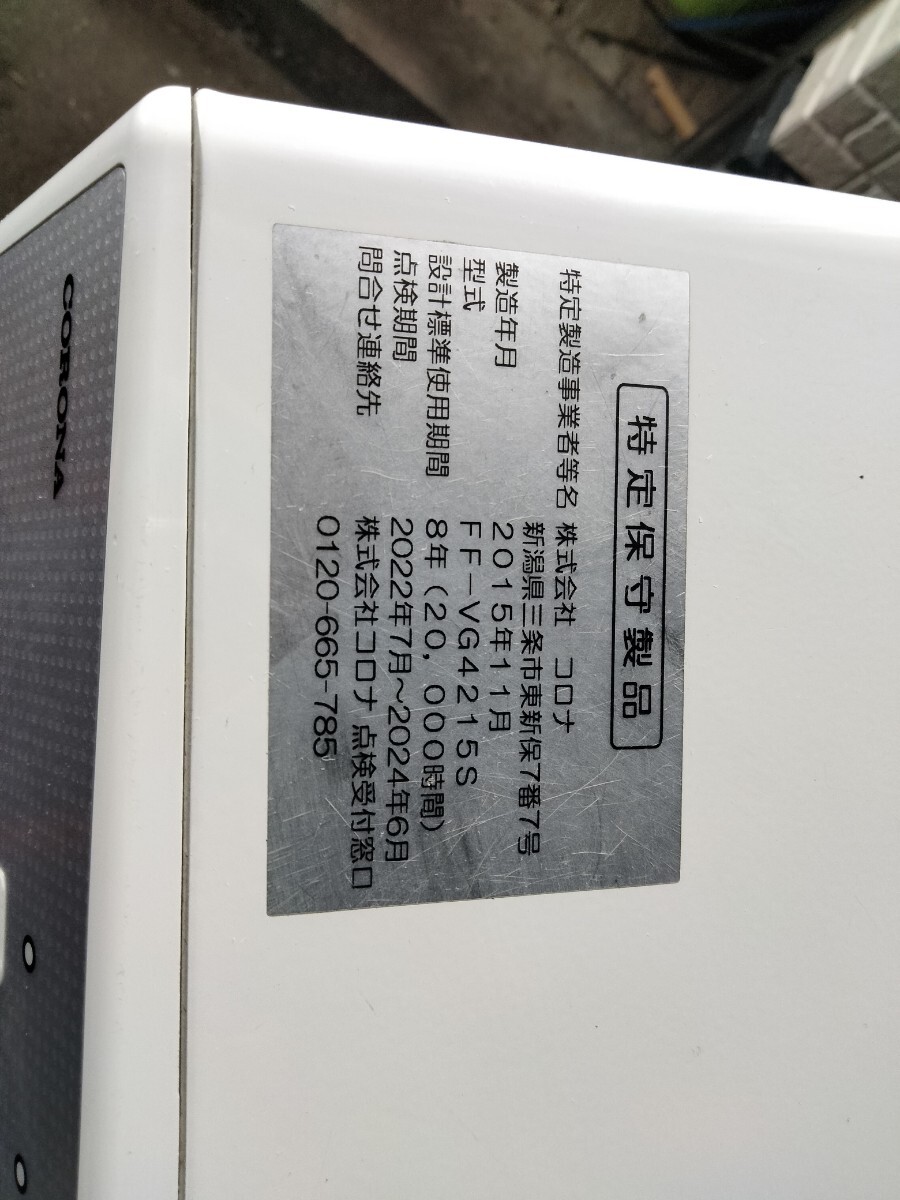 特定保守製品
特定製造事業者等名 株式会社 コロナ
新潟県三条市東新保7番7号
製造年月 2015年11月
型式 FF-VG4215S
設計標準使用期間 8年(20,000時間)
点検期間 2022年7月~2024年6月
問合せ連絡先 株式会社コロナ 点検受付窓口
0120-665-785
CORONA